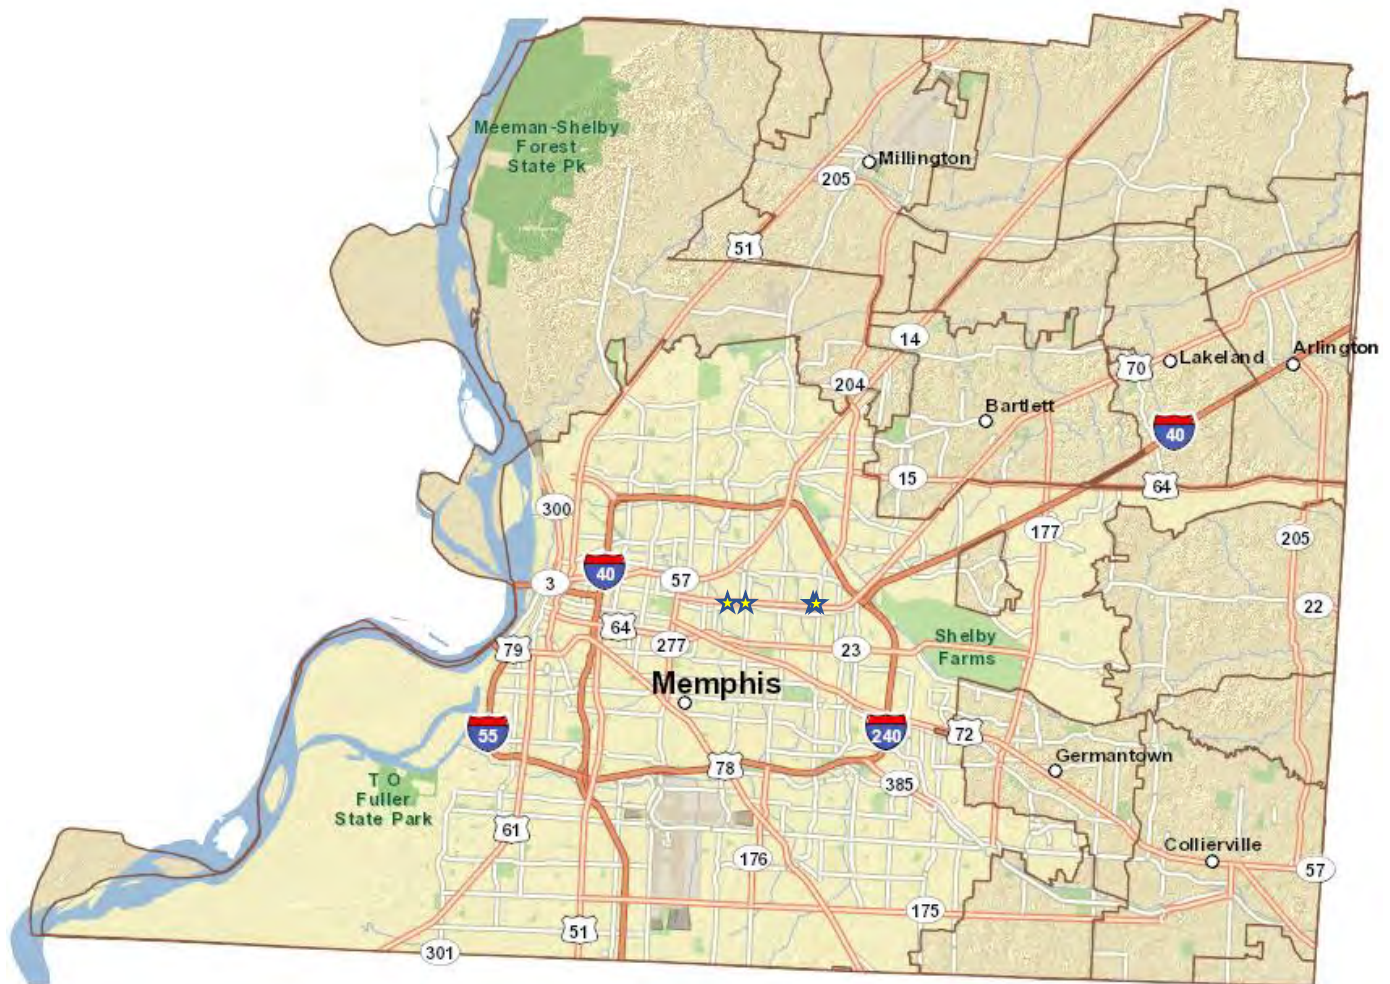 Meeman-Shelby
Forest
State Pk
Millington
205
51
14
Lakeland
Arlington
70
204
Bartlett
40
15
64
300
177
205
40
3
57
22
64
277
79
23
Shelby
Farms
Memphis
55
240
72
Germantown
78
385
T O
Fuller
State Park
61
176
Collierville
57
175
51
301